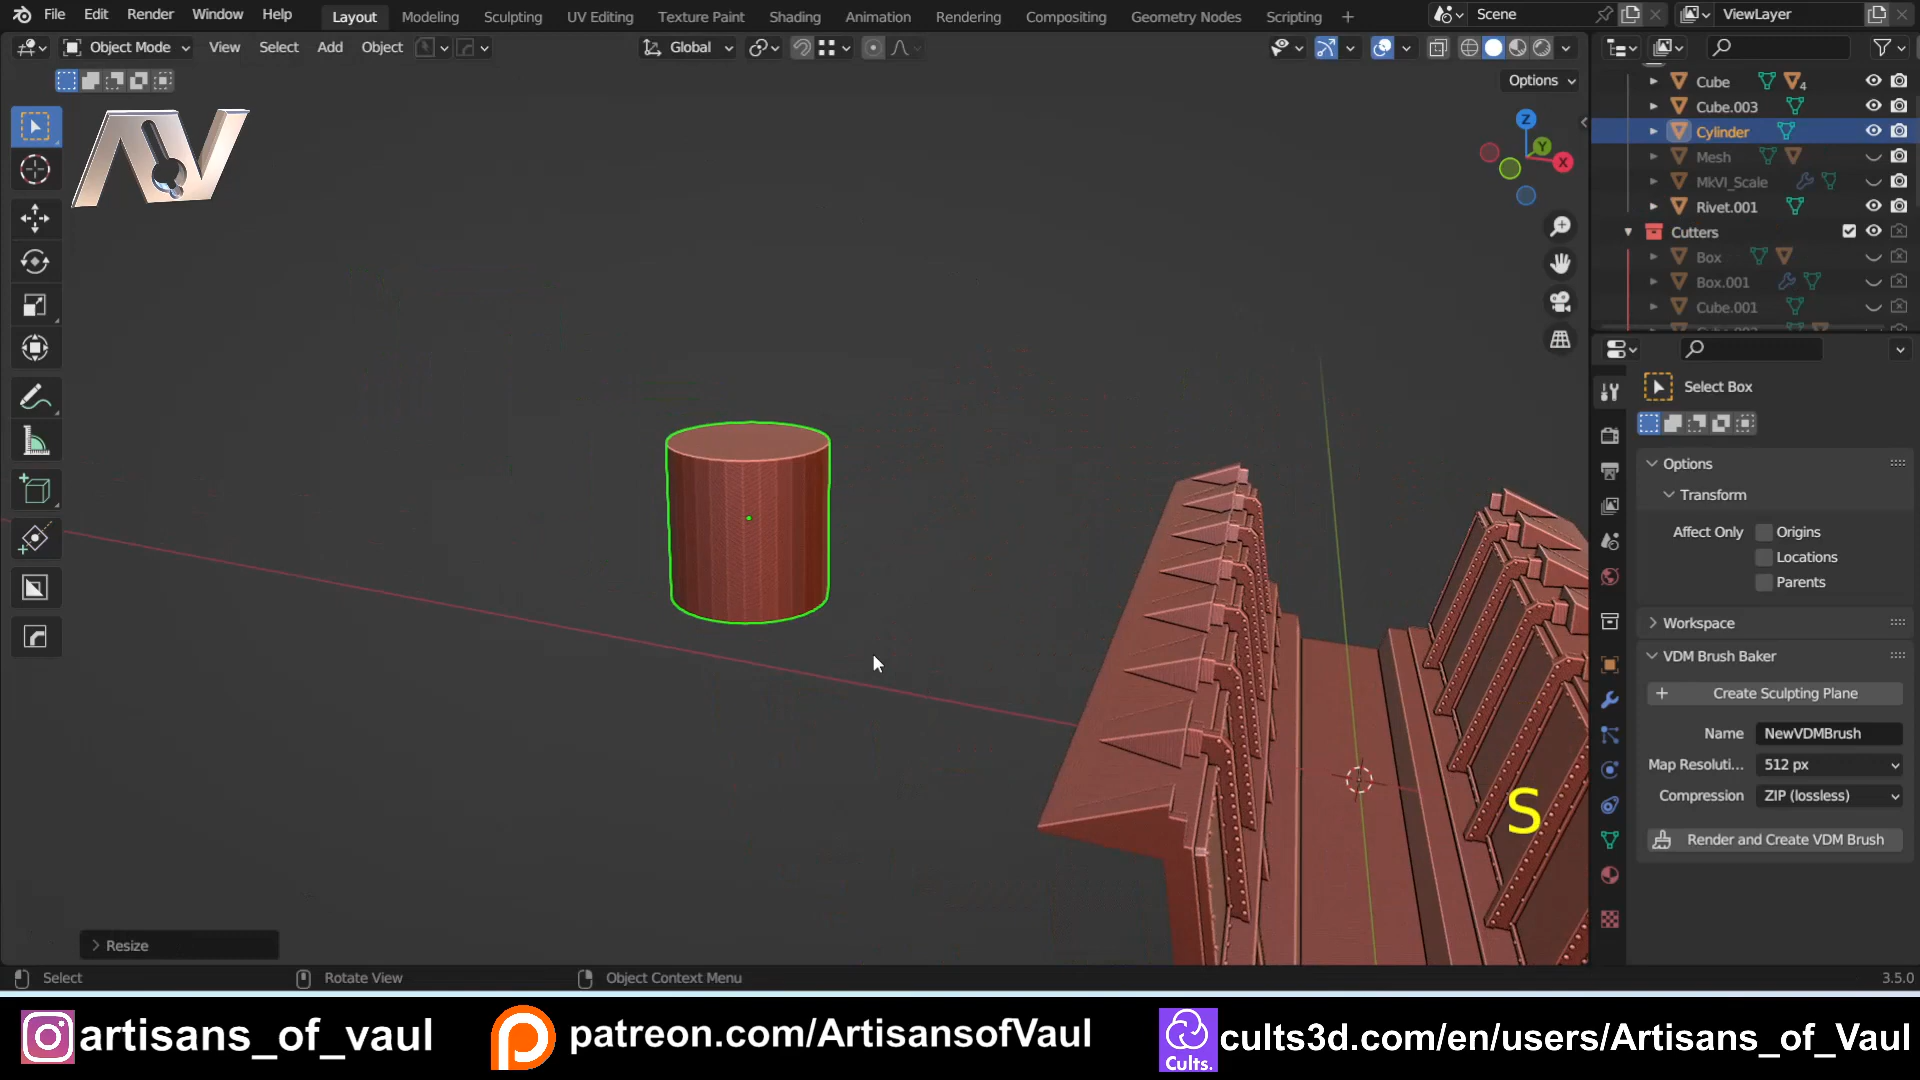 File Edit Render Window Help Layout Modeling Sculpting UV Editing Texture Paint Shading Animation Rendering Compositing Geometry Nodes Scripting + Scene ViewLayer
Object Mode View Select Add Object Global
Options
Cube 4
Cube.003
Cylinder
Mesh
MkVI_Scale
Rivet.001
Cutters
Box
Box.001
Cube.001
Z
Y
X
AV
Select Box
Options
Transform
Affect Only Origins
Locations
Parents
Workspace
VDM Brush Baker
Create Sculpting Plane
Name NewVDMBrush
Map Resoluti... 512 px
Compression ZIP (lossless)
Render and Create VDM Brush
S
Resize
Select Rotate View Object Context Menu 3.5.0
artisans_of_vaul patreon.com/ArtisansofVaul Cults. cults3d.com/en/users/Artisans_of_Vaul